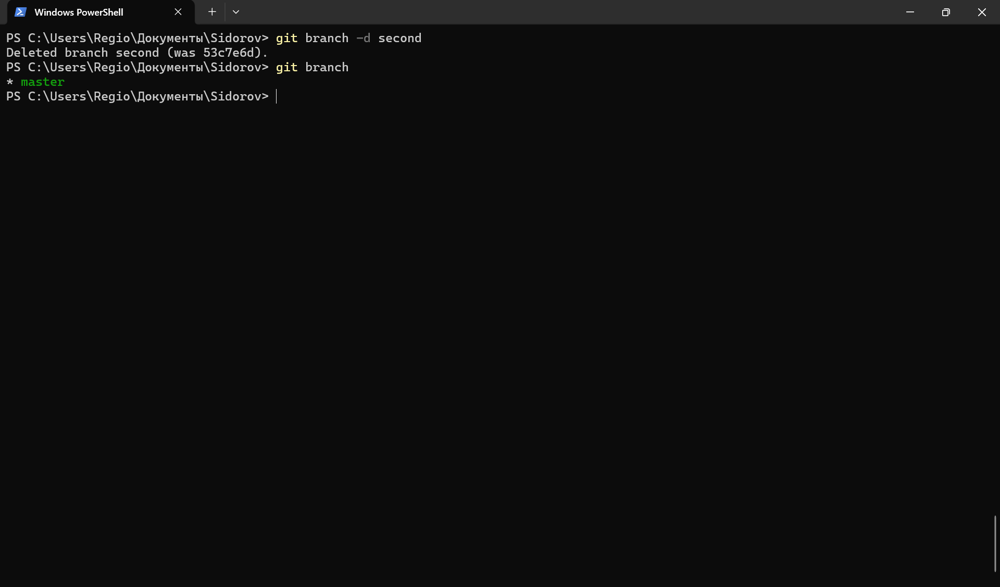 Windows PowerShell
PS C:\Users\Regio\Документы\Sidorov> git branch -d second
Deleted branch second (was 53c7e6d).
PS C:\Users\Regio\Документы\Sidorov> git branch
* master
PS C:\Users\Regio\Документы\Sidorov>